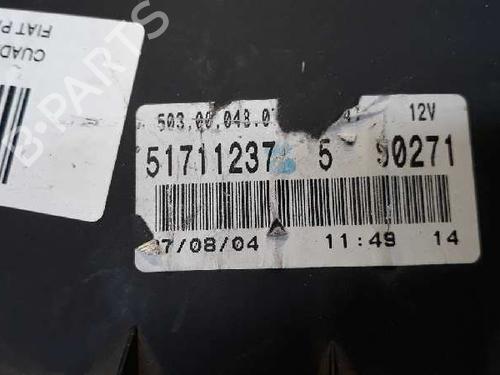 CUAD
FIAT P
B-PARTS
503.00.048.0
12V
51711237 5 90271
7/08/04 11:49 14